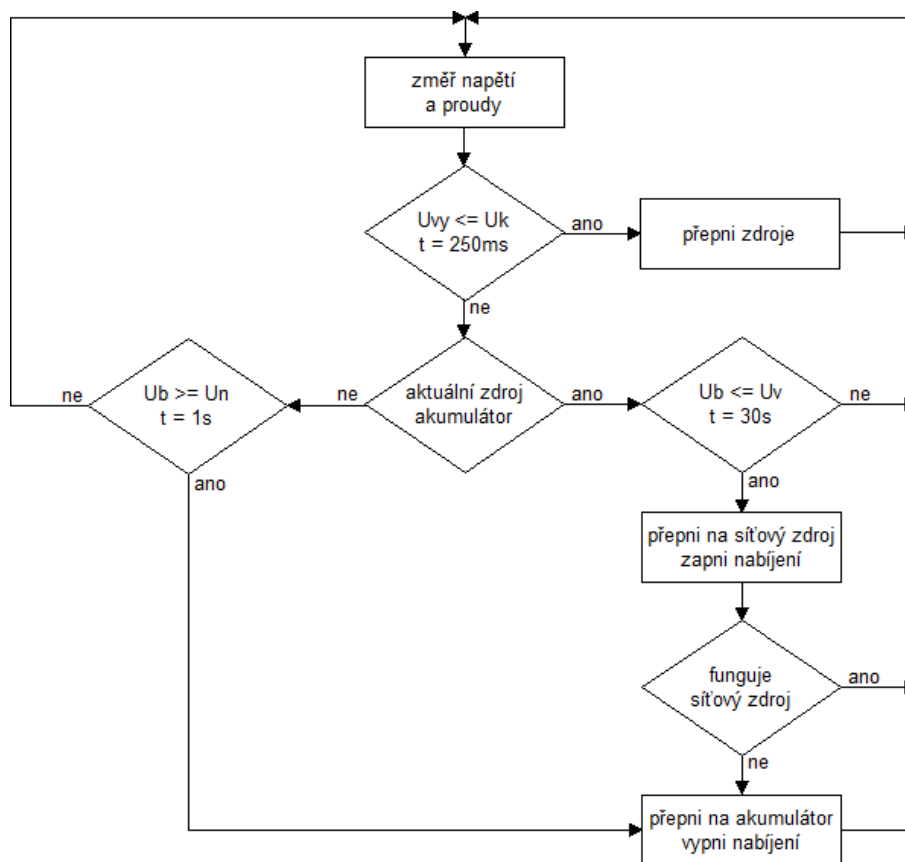 změř napětí
a proudy
Uvy <= Uk
t = 250ms
ano
přepni zdroje
ne
ne
Ub >= Un
t = 1s
ne
aktuální zdroj
akumulátor
ano
Ub <= Uv
t = 30s
ne
ano
ano
přepni na síťový zdroj
zapni nabíjení
funguje
síťový zdroj
ano
ne
přepni na akumulátor
vypni nabíjení